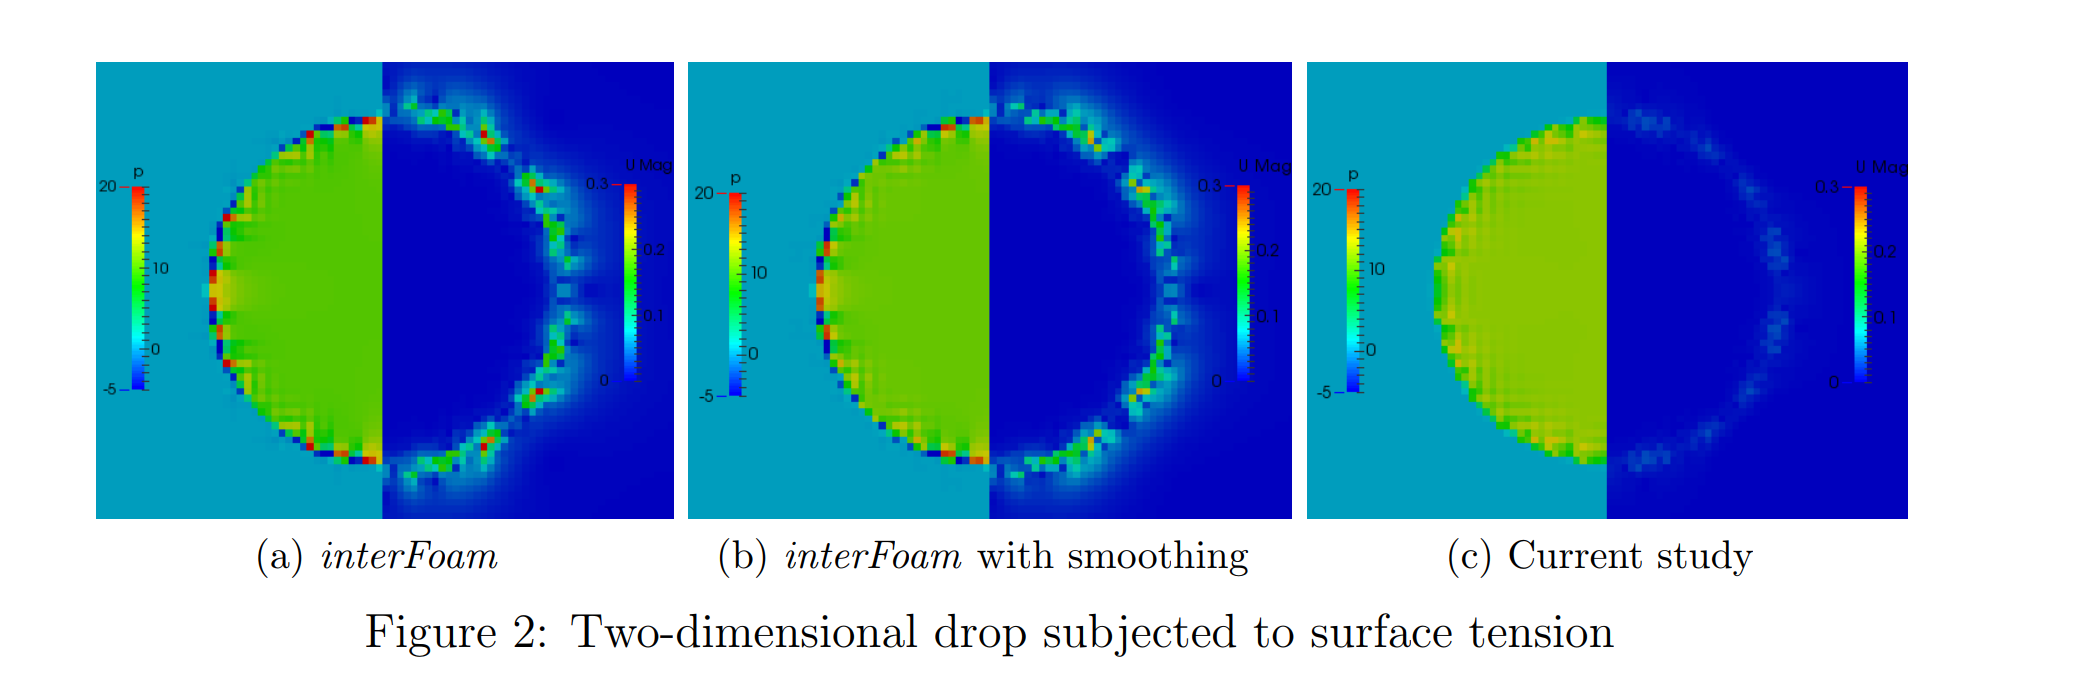 p
20
10
0
-5
U Mag
0.3
0.2
0.1
0
p
20
10
0
-5
U Mag
0.3
0.2
0.1
0
p
20
10
0
-5
U Mag
0.3
0.2
0.1
0
(a) interFoam
(b) interFoam with smoothing
(c) Current study
Figure 2: Two-dimensional drop subjected to surface tension